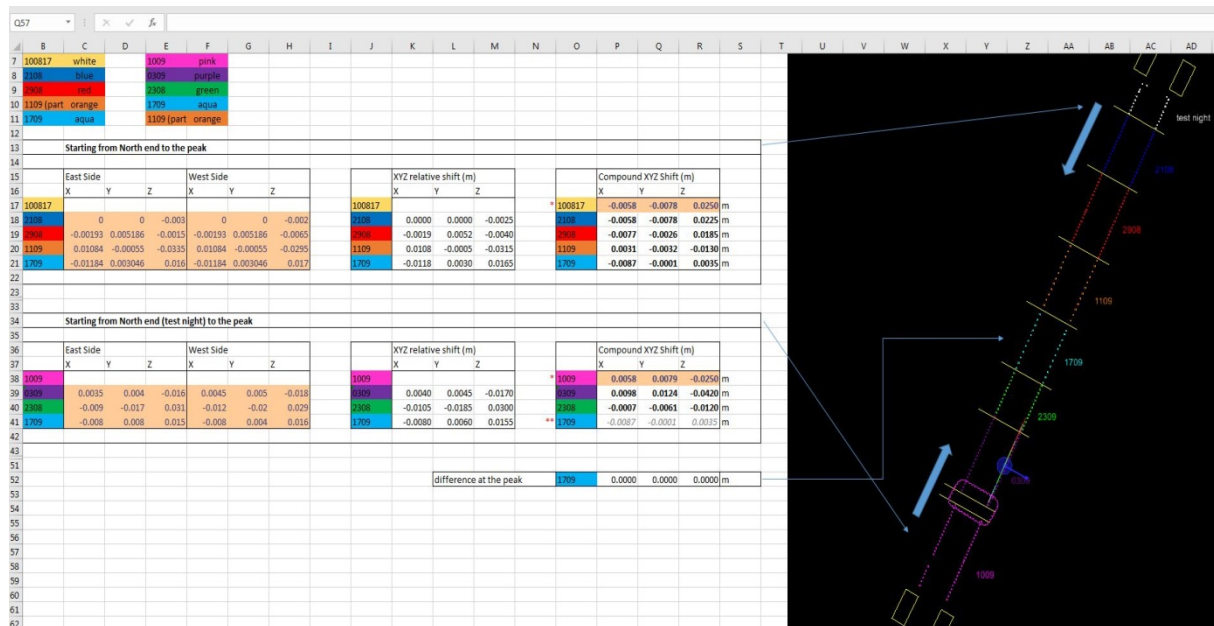 Q57 fx
B C D E F G H I J K L M N O P Q R S T U V W X Y Z AA AB AC AD
7 100817 white 1009 pink
8 2108 blue 0309 purple
9 2908 red 2308 green
10 1109 (part orange 1709 aqua
11 1709 aqua 1109 (part orange
12
13 Starting from North end to the peak
14
15 East Side West Side XYZ relative shift (m) Compound XYZ Shift (m)
16 X Y Z X Y Z X Y Z X Y Z
17 100817 100817 * 100817 -0.0058 -0.0078 0.0250 m
18 2108 0 0 -0.003 0 0 -0.002 2108 0.0000 0.0000 -0.0025 2108 -0.0058 -0.0078 0.0225 m
19 2908 -0.00193 0.005186 -0.0015 -0.00193 0.005186 -0.0065 2908 -0.0019 0.0052 -0.0040 2908 -0.0077 -0.0026 0.0185 m
20 1109 0.01084 -0.00055 -0.0335 0.01084 -0.00055 -0.0295 1109 0.0108 -0.0005 -0.0315 1109 0.0031 -0.0032 -0.0130 m
21 1709 -0.01184 0.003046 0.016 -0.01184 0.003046 0.017 1709 -0.0118 0.0030 0.0165 1709 -0.0087 -0.0001 0.0035 m
22
23
33
34 Starting from North end (test night) to the peak
35
36 East Side West Side XYZ relative shift (m) Compound XYZ Shift (m)
37 X Y Z X Y Z X Y Z X Y Z
38 1009 1009 * 1009 0.0058 0.0079 -0.0250 m
39 0309 0.0035 0.004 -0.016 0.0045 0.005 -0.018 0309 0.0040 0.0045 -0.0170 0309 0.0098 0.0124 -0.0420 m
40 2308 -0.009 -0.017 0.031 -0.012 -0.02 0.029 2308 -0.0105 -0.0185 0.0300 2308 -0.0007 -0.0061 -0.0120 m
41 1709 -0.008 0.008 0.015 -0.008 0.004 0.016 1709 -0.0080 0.0060 0.0155 ** 1709 -0.0087 -0.0001 0.0035 m
42
43
51
52 difference at the peak 1709 0.0000 0.0000 0.0000 m
53
54
55
56
57
58
59
60
61
62
test night
2108
2908
1109
1709
2309
0309
1009